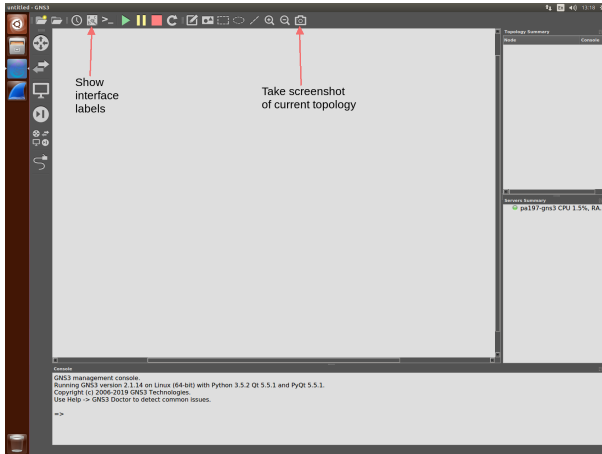 untitled - GNS3
13:16
Topology Summary
Node Console
Show
interface
labels
Take screenshot
of current topology
Servers Summary
pa197-gns3 CPU 1.5%, RA.
Console
GNS3 management console.
Running GNS3 version 2.1.14 on Linux (64-bit) with Python 3.5.2 Qt 5.5.1 and PyQt 5.5.1.
Copyright (c) 2006-2019 GNS3 Technologies.
Use Help -> GNS3 Doctor to detect common issues.
=>